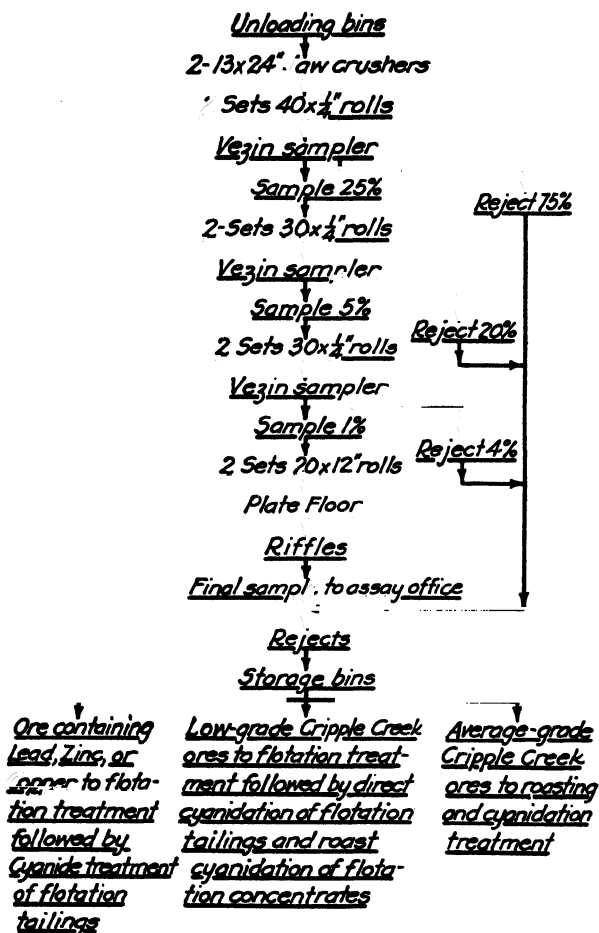 Unloading bins
2-13x24" aw crushers
Sets 40x¼" rolls
Vezin sampler
Sample 25%
Reject 75%
2-Sets 30x¼" rolls
Vezin sampler
Sample 5%
Reject 20%
2 Sets 30x¼" rolls
Vezin sampler
Sample 1%
Reject 4%
2 Sets 20x12" rolls
Plate Floor
Riffles
Final sampl to assay office
Rejects
Storage bins
Ore containing
Lead, Zinc, or
to flota-
tion treatment
followed by
Cyanide treatment
of flotation
tailings
Low-grade Cripple Creek
ores to flotation treat-
ment followed by direct
cyanidation of flotation
tailings and roast
cyanidation of flota-
tion concentrates
Average-grade
Cripple Creek
ores to roasting
and cyanidation
treatment